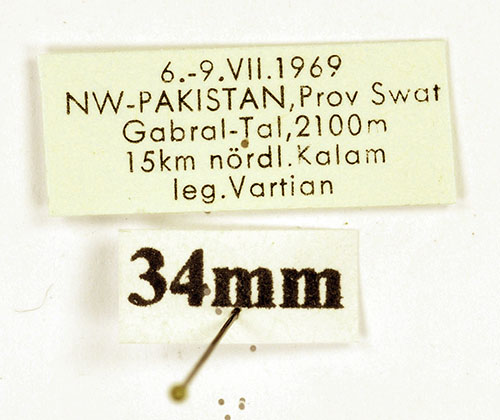 6.-9.VII.1969
NW-PAKISTAN,Prov Swat
Gabral-Tal,2100m
15km nördl.Kalam
leg.Vartian
34mm